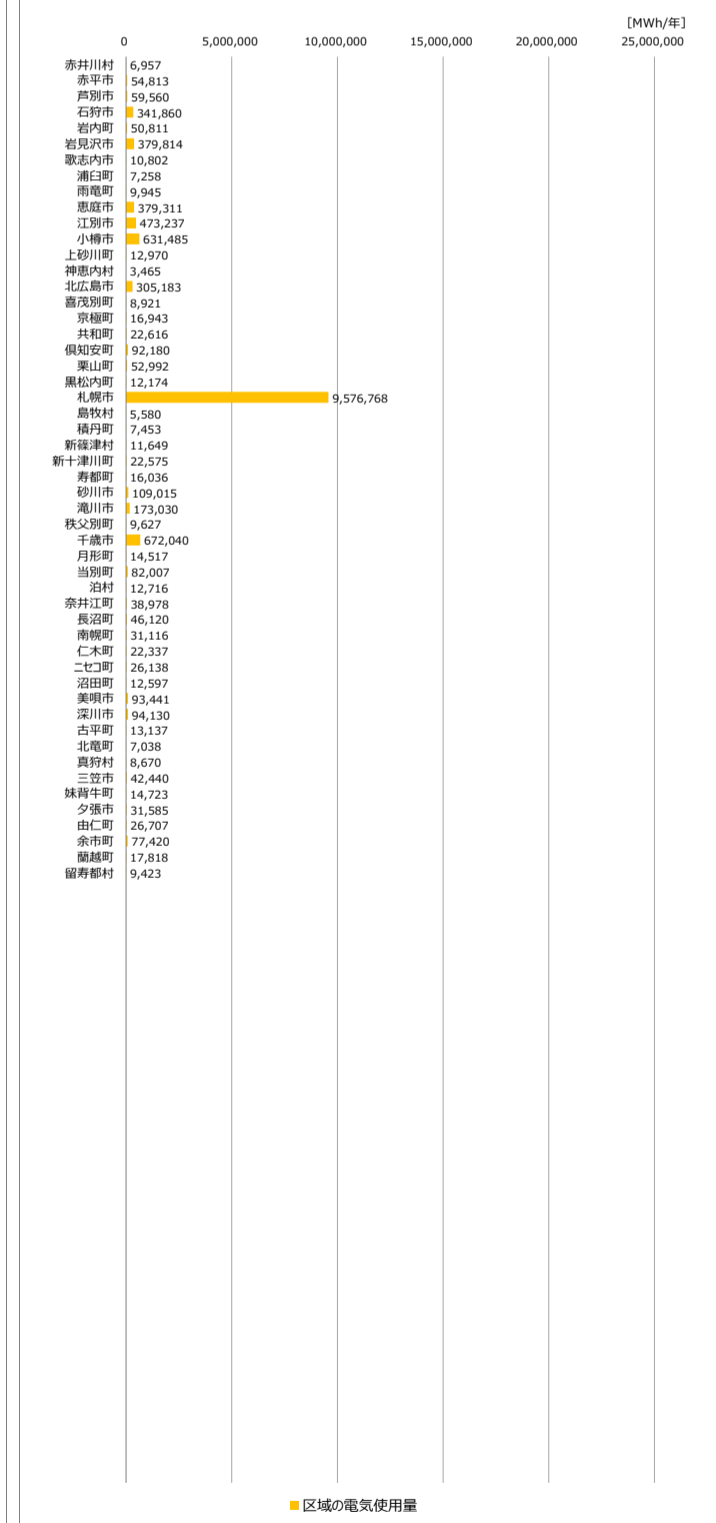 [MWh/年]
0 5,000,000 10,000,000 15,000,000 20,000,000 25,000,000
赤井川村 6,957
赤平市 54,813
芦別市 59,560
石狩市 341,860
岩内町 50,811
岩見沢市 379,814
歌志内市 10,802
浦臼町 7,258
雨竜町 9,945
恵庭市 379,311
江別市 473,237
小樽市 631,485
上砂川町 12,970
神恵内村 3,465
北広島市 305,183
喜茂別町 8,921
京極町 16,943
共和町 22,616
倶知安町 92,180
栗山町 52,992
黒松内町 12,174
札幌市 9,576,768
島牧村 5,580
積丹町 7,453
新篠津村 11,649
新十津川町 22,575
寿都町 16,036
砂川市 109,015
滝川市 173,030
秩父別町 9,627
千歳市 672,040
月形町 14,517
当別町 82,007
泊村 12,716
奈井江町 38,978
長沼町 46,120
南幌町 31,116
仁木町 22,337
ニセコ町 26,138
沼田町 12,597
美唄市 93,441
深川市 94,130
古平町 13,137
北竜町 7,038
真狩村 8,670
三笠市 42,440
妹背牛町 14,723
夕張市 31,585
由仁町 26,707
余市町 77,420
蘭越町 17,818
留寿都村 9,423
区域の電気使用量